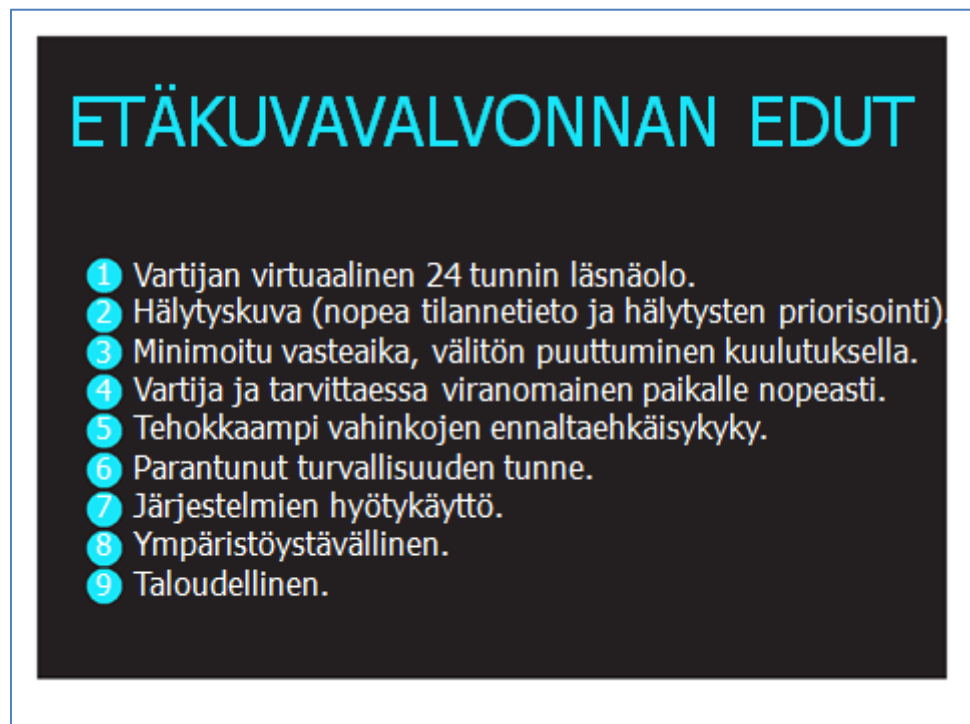 ETÄKUVAVALVONNAN EDUT
1 Vartijan virtuaalinen 24 tunnin läsnäolo.
2 Hälytyskuva (nopea tilannetieto ja hälytysten priorisointi).
3 Minimoitu vasteaika, välitön puuttuminen kuulutuksella.
4 Vartija ja tarvittaessa viranomainen paikalle nopeasti.
5 Tehokkaampi vahinkojen ennaltaehkäisykyky.
6 Parantunut turvallisuuden tunne.
7 Järjestelmien hyötykäyttö.
8 Ympäristöystävällinen.
9 Taloudellinen.